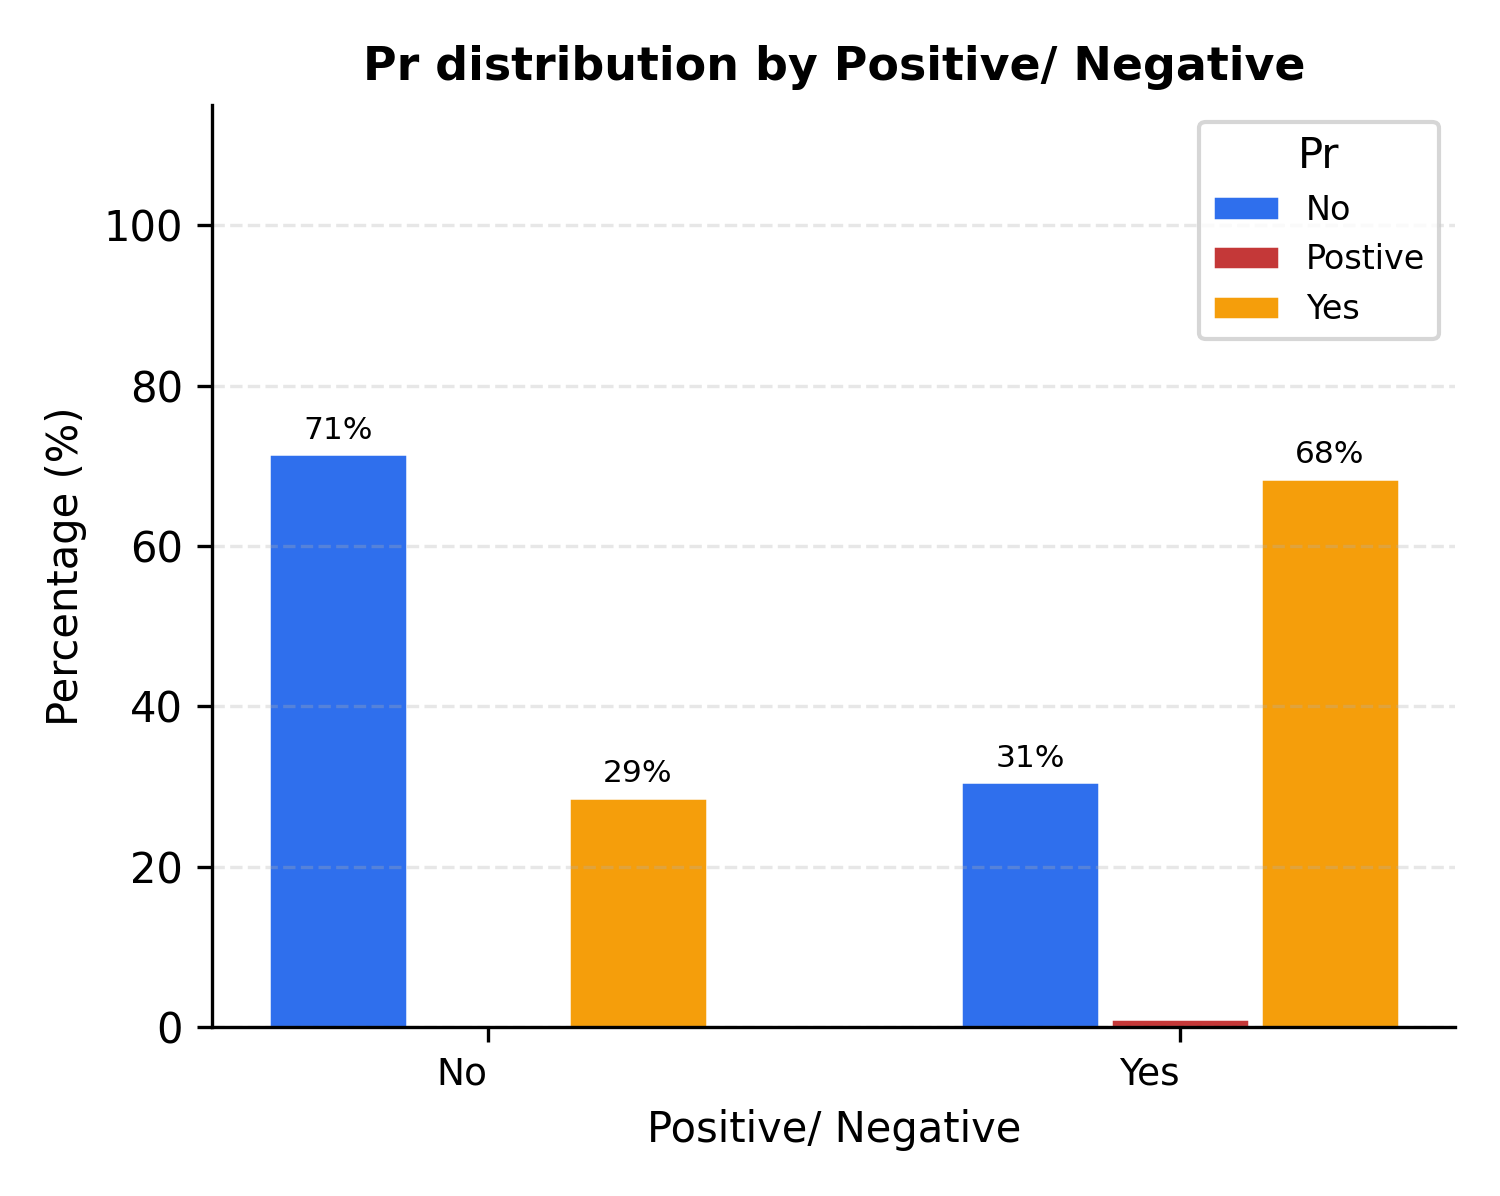 Pr distribution by Positive/ Negative
Pr
No
Postive
Yes
Percentage (%)
100
80
60
40
20
0
71%
29%
31%
68%
No
Yes
Positive/ Negative